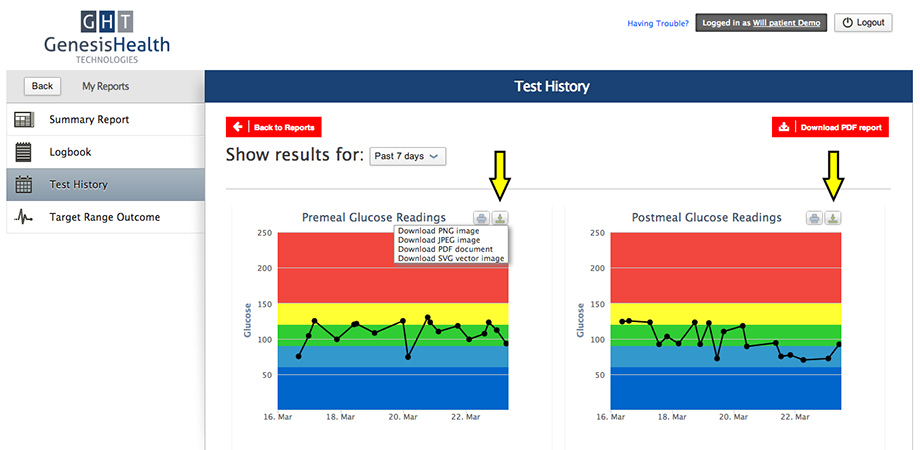 GHT
GenesisHealth
TECHNOLOGIES
Having Trouble?
Logged in as Will patient Demo
Logout
Back
My Reports
Test History
Summary Report
Logbook
Test History
Target Range Outcome
Back to Reports
Download PDF report
Show results for: Past 7 days
Premeal Glucose Readings
Download PNG image
Download JPEG image
Download PDF document
Download SVG vector image
Glucose
250
200
150
100
50
16. Mar
18. Mar
20. Mar
22. Mar
Postmeal Glucose Readings
Glucose
250
200
150
100
50
16. Mar
18. Mar
20. Mar
22. Mar